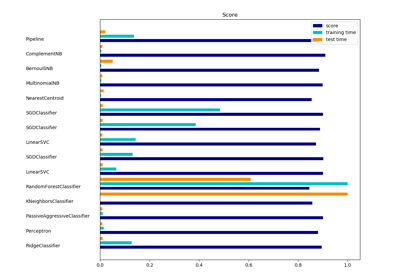 Score
score
training time
test time
Pipeline
ComplementNB
BernoulliNB
MultinomialNB
NearestCentroid
SGDClassifier
SGDClassifier
LinearSVC
SGDClassifier
LinearSVC
RandomForestClassifier
KNeighborsClassifier
PassiveAggressiveClassifier
Perceptron
RidgeClassifier
0.0 0.2 0.4 0.6 0.8 1.0